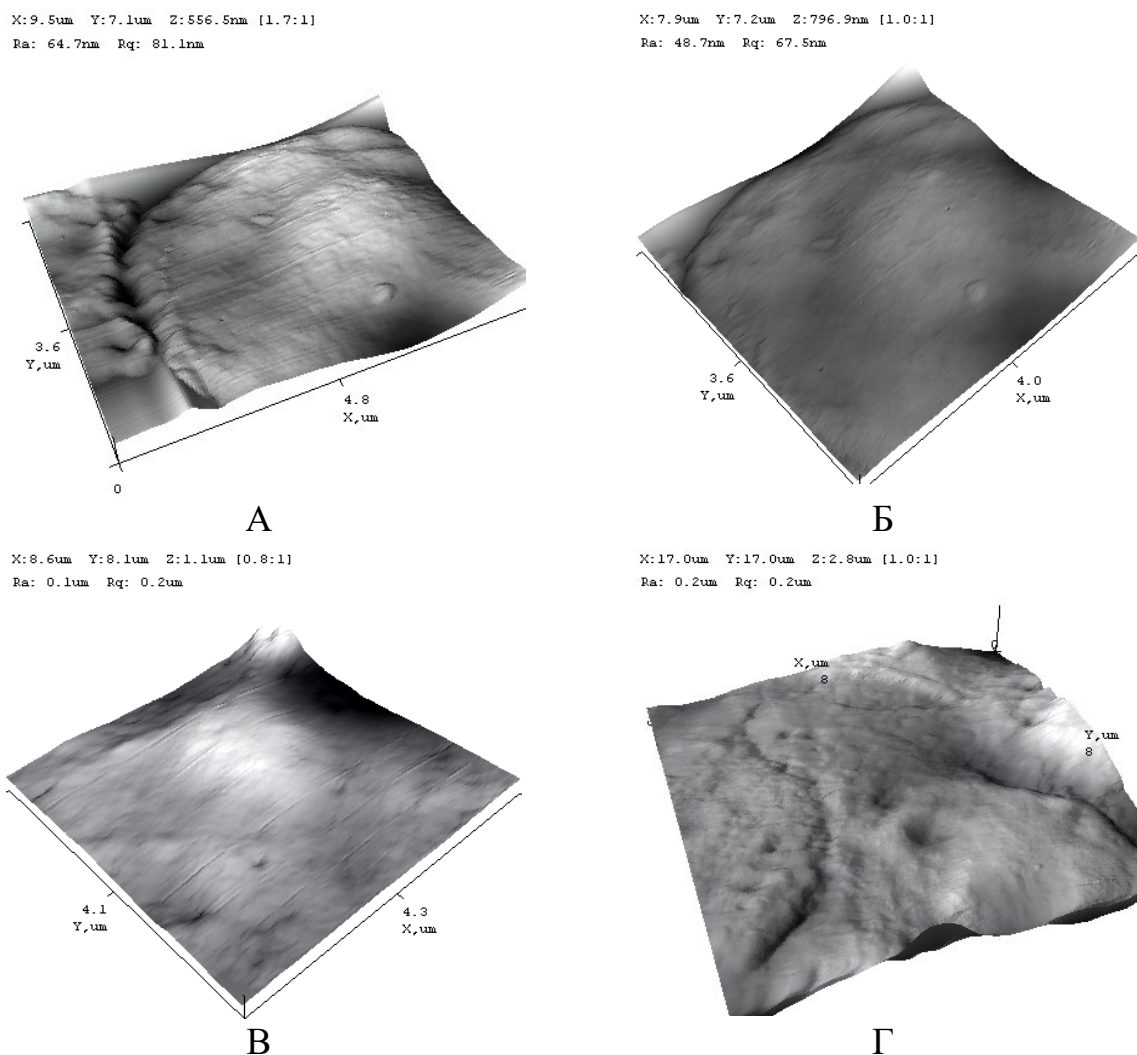 X:9.5um Y:7.1um Z:556.5nm [1.7:1]
Ra: 64.7nm Rq: 81.1nm
3.6
Y,um
4.8
X,um
0
А
X:7.9um Y:7.2um Z:796.9nm [1.0:1]
Ra: 48.7nm Rq: 67.5nm
3.6
Y,um
4.0
X,um
Б
X:8.6um Y:8.1um Z:1.1um [0.8:1]
Ra: 0.1um Rq: 0.2um
4.1
Y,um
4.3
X,um
В
X:17.0um Y:17.0um Z:2.8um [1.0:1]
Ra: 0.2um Rq: 0.2um
0
X,um
8
Y,um
8
Г